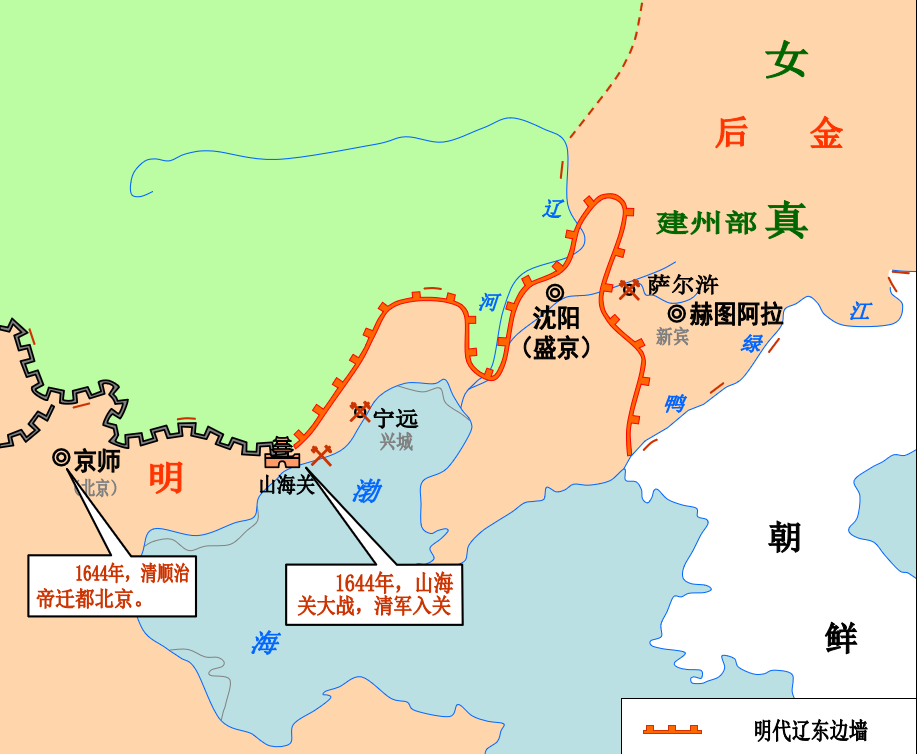 女
后 金
辽
建州部 真
萨尔浒
河
沈阳
（盛京）
赫图阿拉
新宾
江
绿
鸭
宁远
兴城
京师
（北京）
明
山海关
渤
1644年，清顺治
帝迁都北京。
1644年，山海
关大战，清军入关
海
朝
鲜
明代辽东边墙